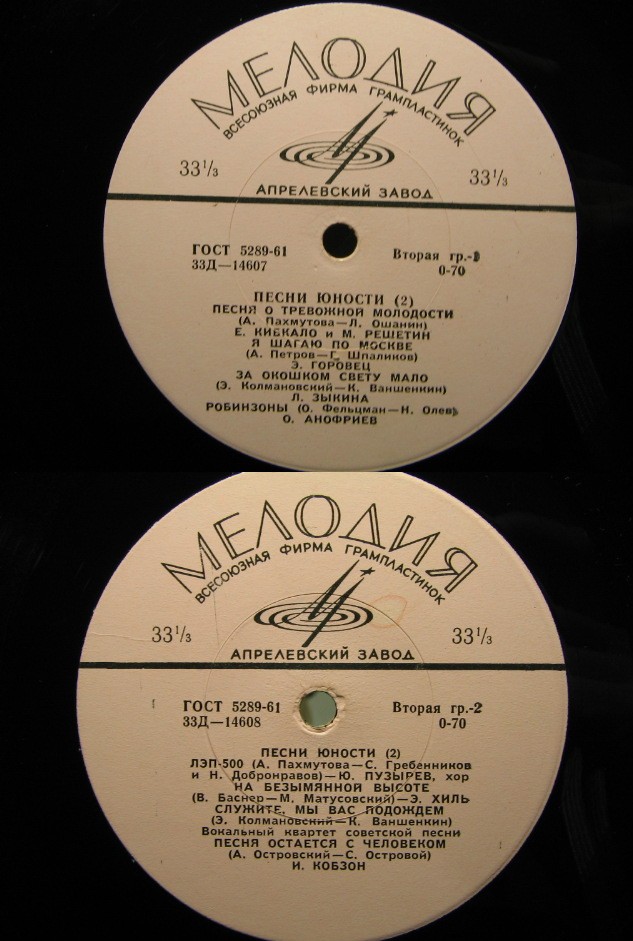 МЕЛОДИЯ
ВСЕСОЮЗНАЯ ФИРМА ГРАМПЛАСТИНОК
33⅓ 33⅓
АПРЕЛЕВСКИЙ ЗАВОД
ГОСТ 5289-61 Вторая гр.-
33Д—14607 0-70
ПЕСНИ ЮНОСТИ (2)
ПЕСНЯ О ТРЕВОЖНОЙ МОЛОДОСТИ
(А. Пахмутова—Л. Ошанин)
Е. КИБКАЛО и М. РЕШЕТИН
Я ШАГАЮ ПО МОСКВЕ
(А. Петров—Г. Шпаликов)
Э. ГОРОВЕЦ
ЗА ОКОШКОМ СВЕТУ МАЛО
(Э. Колмановский—К. Ваншенкин)
Л. ЗЫКИНА
РОБИНЗОНЫ (О. Фельцман—Н. Олев)
О. АНОФРИЕВ
МЕЛОДИЯ
ВСЕСОЮЗНАЯ ФИРМА ГРАМПЛАСТИНОК
33⅓ 33⅓
АПРЕЛЕВСКИЙ ЗАВОД
ГОСТ 5289-61 Вторая гр.-2
33Д—14608 0-70
ПЕСНИ ЮНОСТИ (2)
ЛЭП-500 (А. Пахмутова—С. Гребенников
и Н. Добронравов)—Ю. ПУЗЫРЕВ, хор
НА БЕЗЫМЯННОЙ ВЫСОТЕ
(В. Баснер—М. Матусовский)—Э. ХИЛЬ
СЛУЖИТЕ, МЫ ВАС ПОДОЖДЕМ
(Э. Колмановский—К. Ваншенкин)
Вокальный квартет советской песни
ПЕСНЯ ОСТАЕТСЯ С ЧЕЛОВЕКОМ
(А. Островский—С. Островой)
И. КОБЗОН